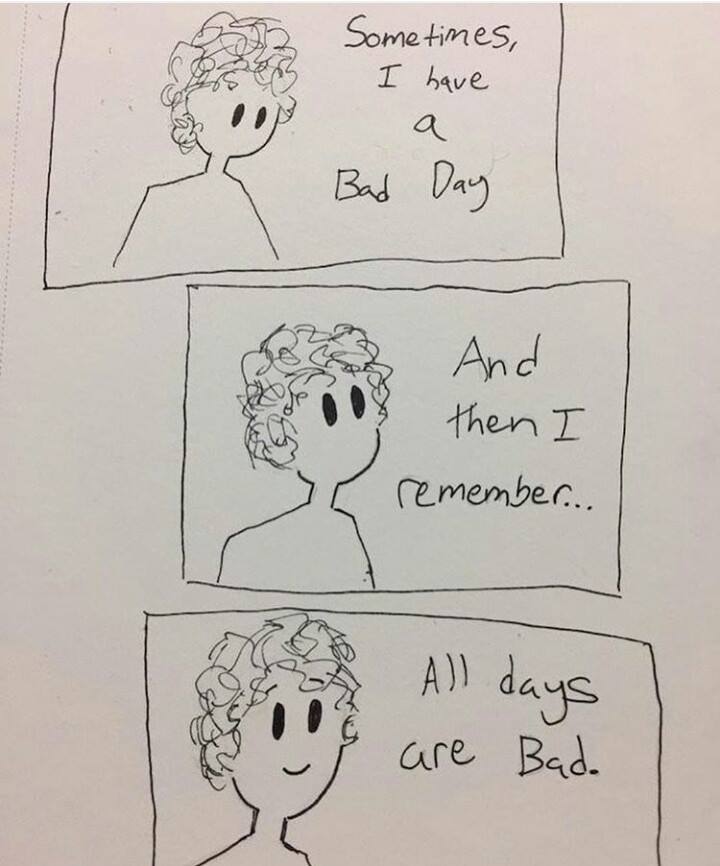 Sometimes,
I have
a
Bad Day
And
then I
remember...
All days
are Bad.